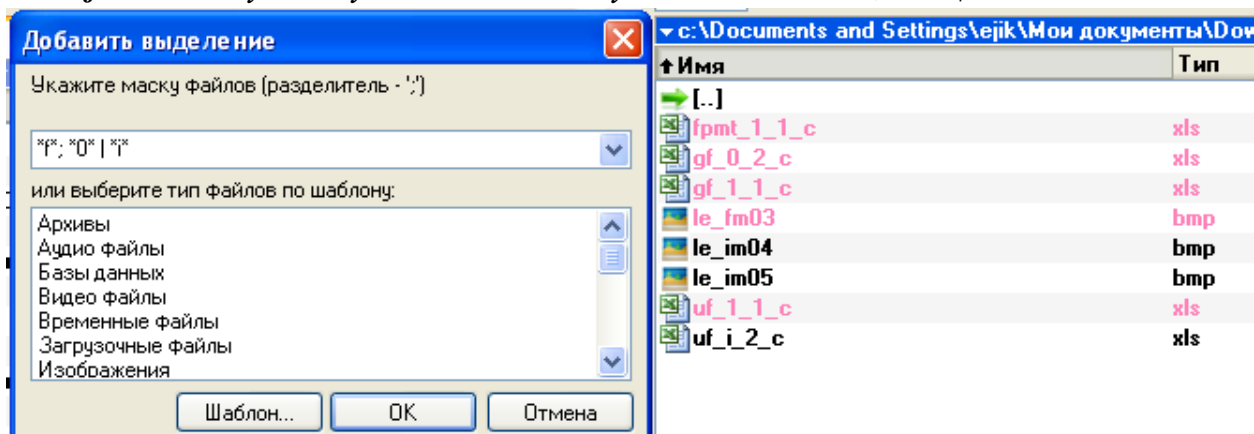 Добавить выделение
Укажите маску файлов (разделитель - ';')
*f*; *0* | *i*
или выберите тип файлов по шаблону:
Архивы
Аудио файлы
Базы данных
Видео файлы
Временные файлы
Загрузочные файлы
Изображения
Шаблон... ОК Отмена
c:\Documents and Settings\ejik\Мои документы\Dow
Имя Тип
[..]
fpmt_1_1_c xls
gf_0_2_c xls
gf_1_1_c xls
le_fm03 bmp
le_im04 bmp
le_im05 bmp
uf_1_1_c xls
uf_i_2_c xls